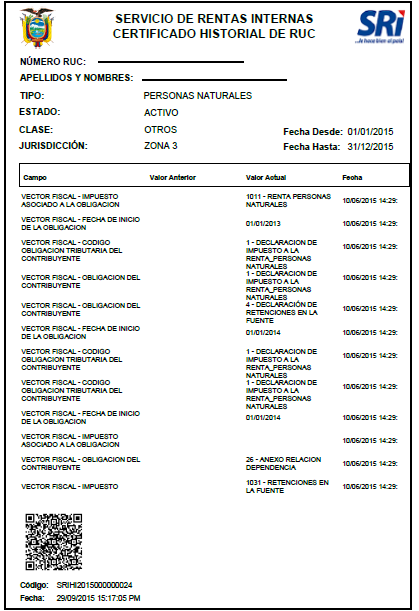 SERVICIO DE RENTAS INTERNAS
CERTIFICADO HISTORIAL DE RUC
SRi
...le hace bien al país!
NÚMERO RUC:
APELLIDOS Y NOMBRES:
TIPO: PERSONAS NATURALES
ESTADO: ACTIVO
CLASE: OTROS Fecha Desde: 01/01/2015
JURISDICCIÓN: ZONA 3 Fecha Hasta: 31/12/2015
Campo Valor Anterior Valor Actual Fecha
VECTOR FISCAL - IMPUESTO 1011 - RENTA PERSONAS 10/06/2015 14:29:
ASOCIADO A LA OBLIGACION NATURALES
VECTOR FISCAL - FECHA DE INICIO 01/01/2013 10/06/2015 14:29:
DE LA OBLIGACION
VECTOR FISCAL - CODIGO 1 - DECLARACION DE 10/06/2015 14:29:
OBLIGACION TRIBUTARIA DEL IMPUESTO A LA
CONTRIBUYENTE RENTA_PERSONAS
NATURALES
VECTOR FISCAL - OBLIGACION DEL 1 - DECLARACION DE 10/06/2015 14:29:
CONTRIBUYENTE IMPUESTO A LA
RENTA_PERSONAS
NATURALES
VECTOR FISCAL - OBLIGACION DEL 4 - DECLARACIÓN DE 10/06/2015 14:29:
CONTRIBUYENTE RETENCIONES EN LA
FUENTE
VECTOR FISCAL - FECHA DE INICIO 01/01/2014 10/06/2015 14:29:
DE LA OBLIGACION
VECTOR FISCAL - CODIGO 1 - DECLARACION DE 10/06/2015 14:29:
OBLIGACION TRIBUTARIA DEL IMPUESTO A LA
CONTRIBUYENTE RENTA_PERSONAS
NATURALES
VECTOR FISCAL - CODIGO 1 - DECLARACION DE 10/06/2015 14:29:
OBLIGACION TRIBUTARIA DEL IMPUESTO A LA
CONTRIBUYENTE RENTA_PERSONAS
NATURALES
VECTOR FISCAL - FECHA DE INICIO 01/01/2014 10/06/2015 14:29:
DE LA OBLIGACION
VECTOR FISCAL - IMPUESTO 10/06/2015 14:29:
ASOCIADO A LA OBLIGACION
VECTOR FISCAL - OBLIGACION DEL 26 - ANEXO RELACION 10/06/2015 14:29:
CONTRIBUYENTE DEPENDENCIA
VECTOR FISCAL - IMPUESTO 1031 - RETENCIONES EN 10/06/2015 14:29:
LA FUENTE
Código: SRIHI2015000000024
Fecha: 29/09/2015 15:17:05 PM